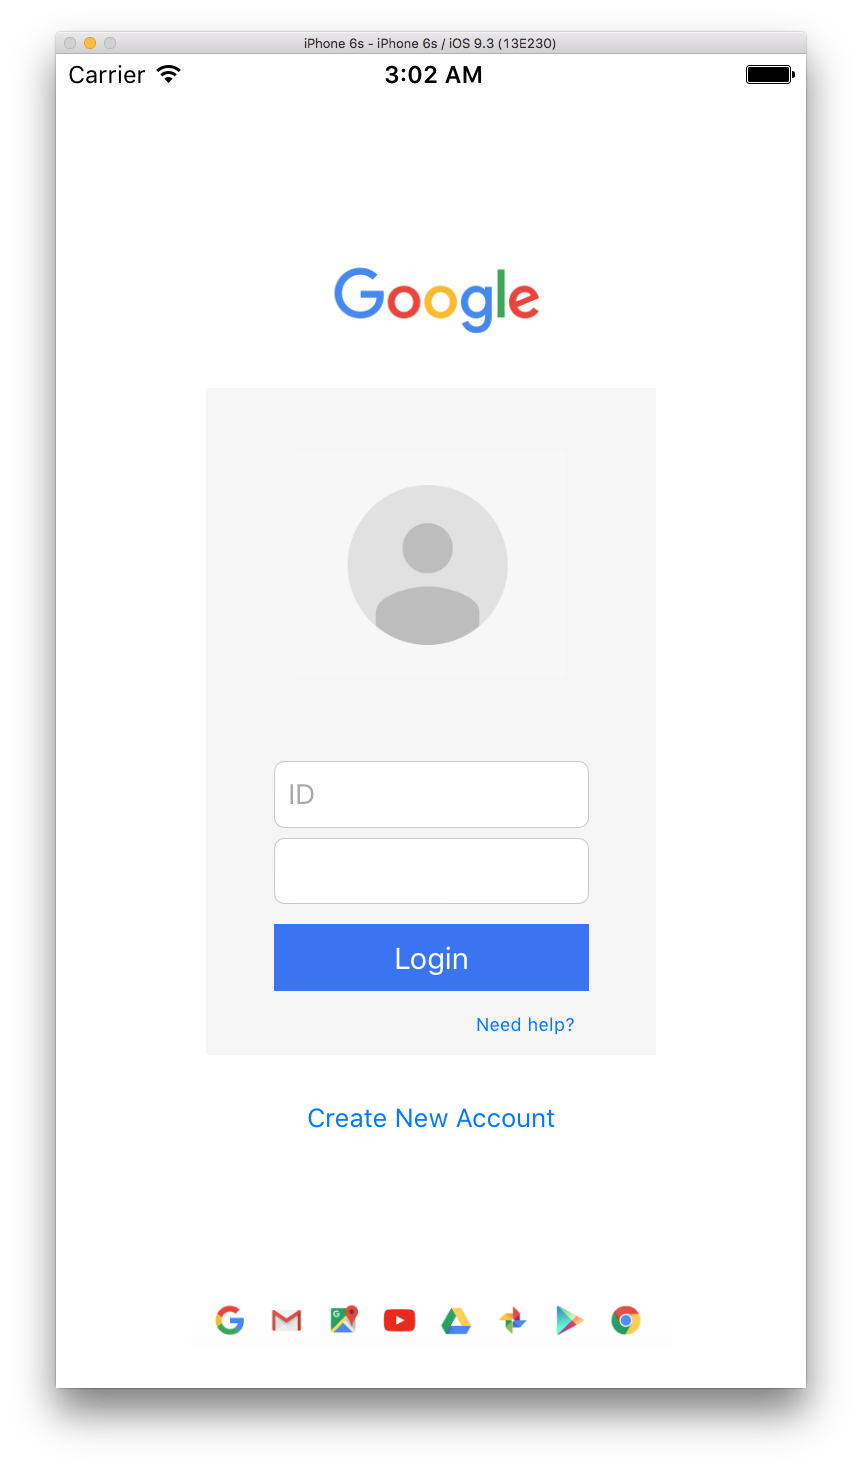 iPhone 6s - iPhone 6s / iOS 9.3 (13E230)
Carrier 3:02 AM
Google
ID
Login
Need help?
Create New Account
G M G